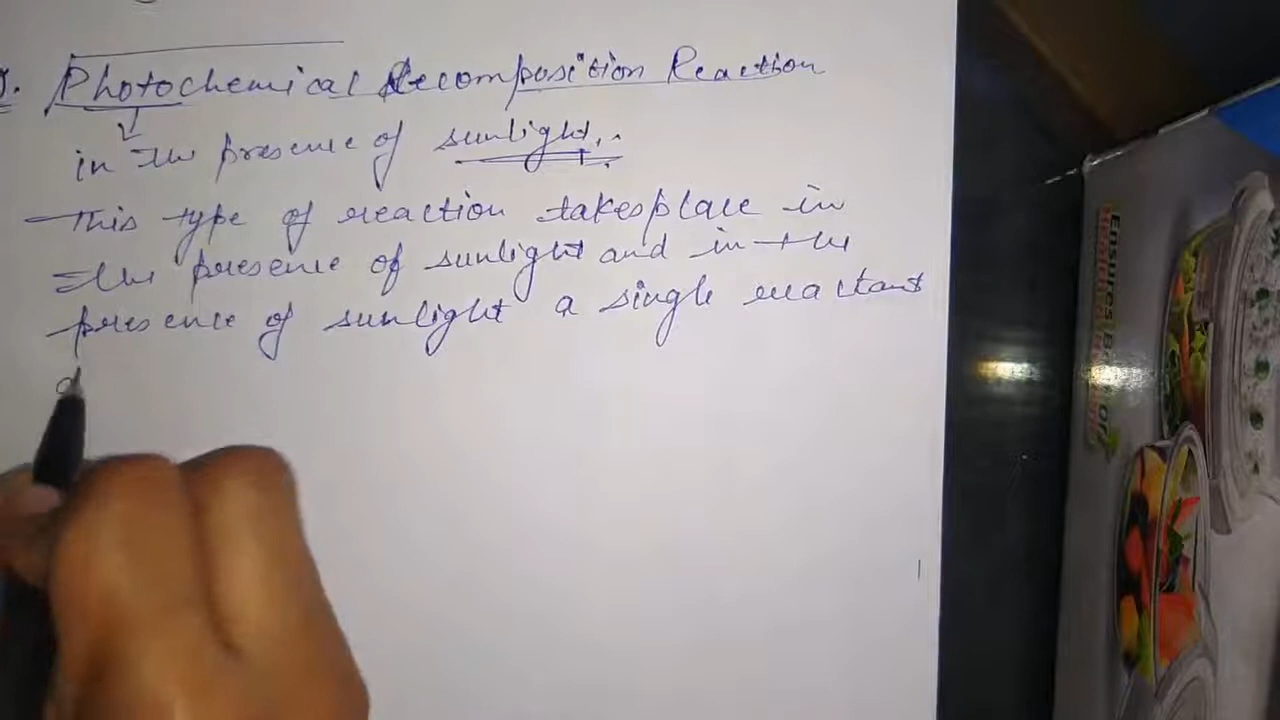 Photochemical Decomposition Reaction
in the presence of sunlight..
This type of reaction takesplace in
the presence of sunlight and in the
presence of sunlight a single reactant
Ensures B